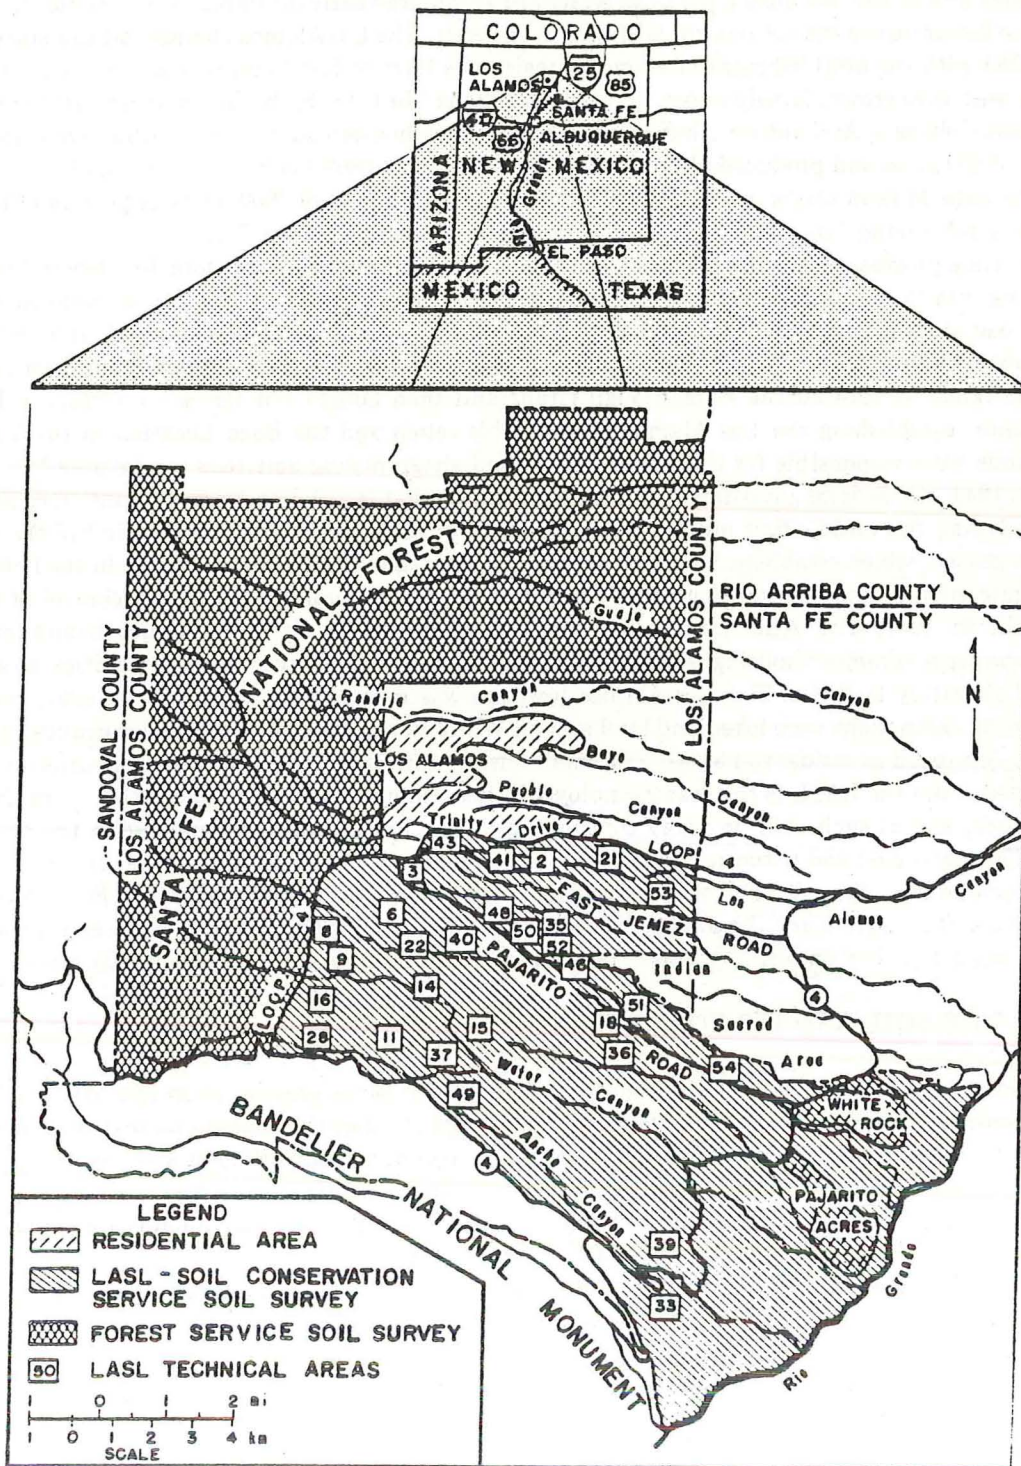 COLORADO
LOS ALAMOS
25
85
SANTA FE
40
ALBUQUERQUE
66
NEW MEXICO
ARIZONA
Rio Grande
EL PASO
MEXICO
TEXAS
NATIONAL FOREST
SANTA FE
SANDOVAL COUNTY
LOS ALAMOS COUNTY
LOS ALAMOS COUNTY
RIO ARRIBA COUNTY
SANTA FE COUNTY
N
Guaje
Canyon
Rendija Canyon
LOS ALAMOS
Bayo
Canyon
Pueblo
Canyon
Trinity Drive
LOOP 4
Los Alamos
Canyon
EAST JEMEZ ROAD
43
3
41
2
21
53
6
48
50
35
52
8
9
22
40
46
PAJARITO ROAD
Indian
Sacred
Area
4
LOOP 4
16
14
51
28
11
15
18
37
36
54
49
Water Canyon
WHITE ROCK
BANDELIER NATIONAL MONUMENT
4
Ancho Canyon
PAJARITO ACRES
39
33
Rio Grande
LEGEND
RESIDENTIAL AREA
LASL - SOIL CONSERVATION
SERVICE SOIL SURVEY
FOREST SERVICE SOIL SURVEY
50 LASL TECHNICAL AREAS
1 0 1 2 mi
1 0 1 2 3 4 km
SCALE